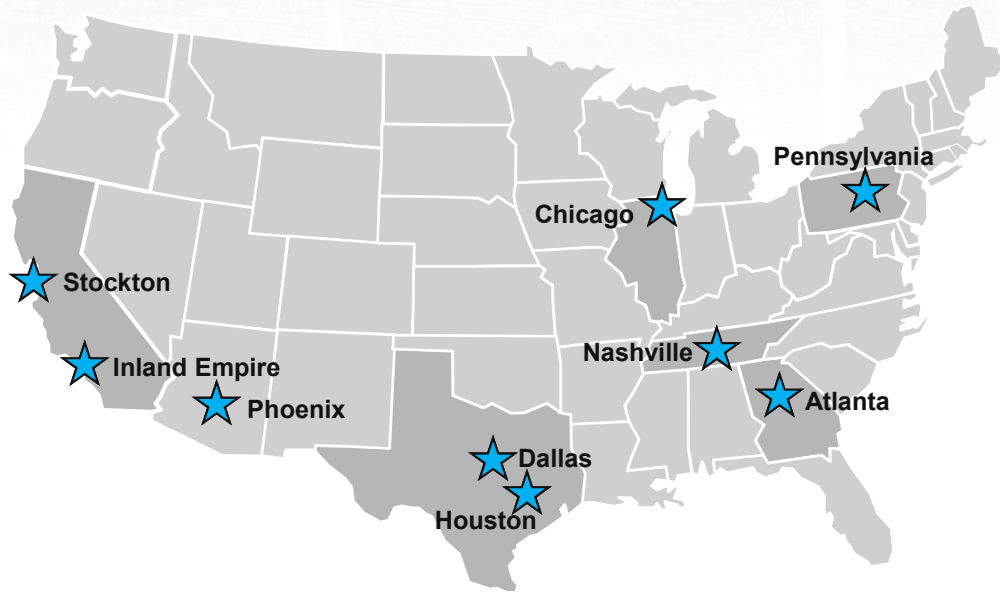 Pennsylvania
Chicago
Stockton
Nashville
Inland Empire
Atlanta
Phoenix
Dallas
Houston